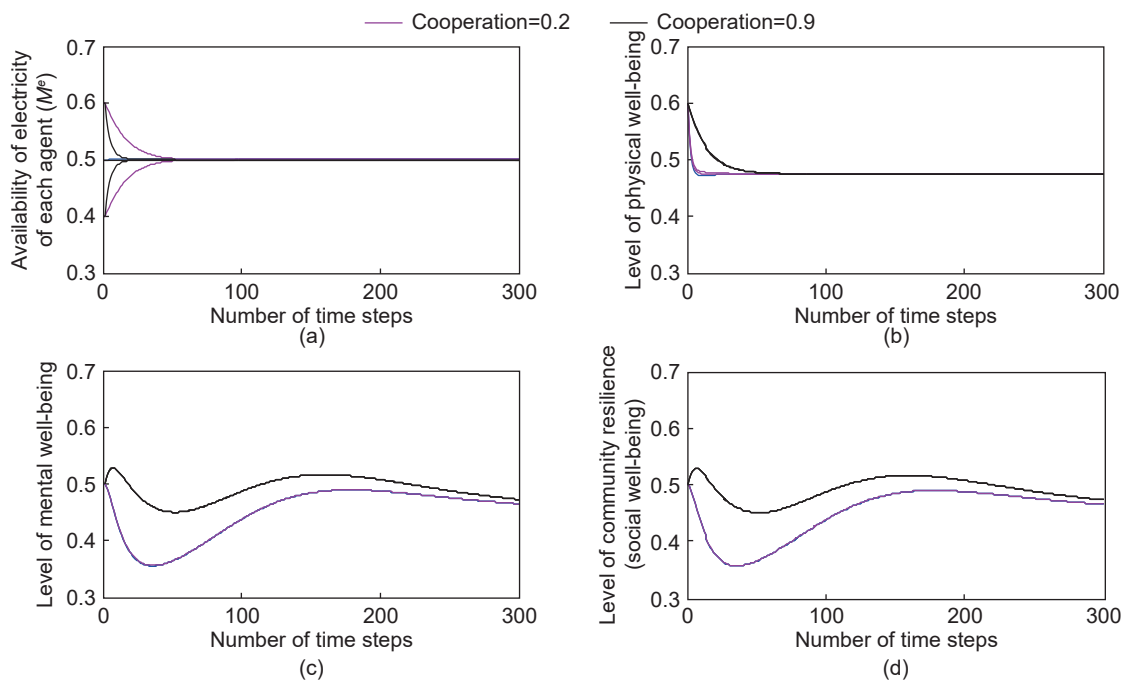 Cooperation=0.2 Cooperation=0.9
Availability of electricity
of each agent (Mᵉ)
0.7
0.6
0.5
0.4
0.3
0 100 200 300
Number of time steps
(a)
Level of physical well-being
0.7
0.6
0.5
0.4
0.3
0 100 200 300
Number of time steps
(b)
Level of mental well-being
0.7
0.6
0.5
0.4
0.3
0 100 200 300
Number of time steps
(c)
Level of community resilience
(social well-being)
0.7
0.6
0.5
0.4
0.3
0 100 200 300
Number of time steps
(d)